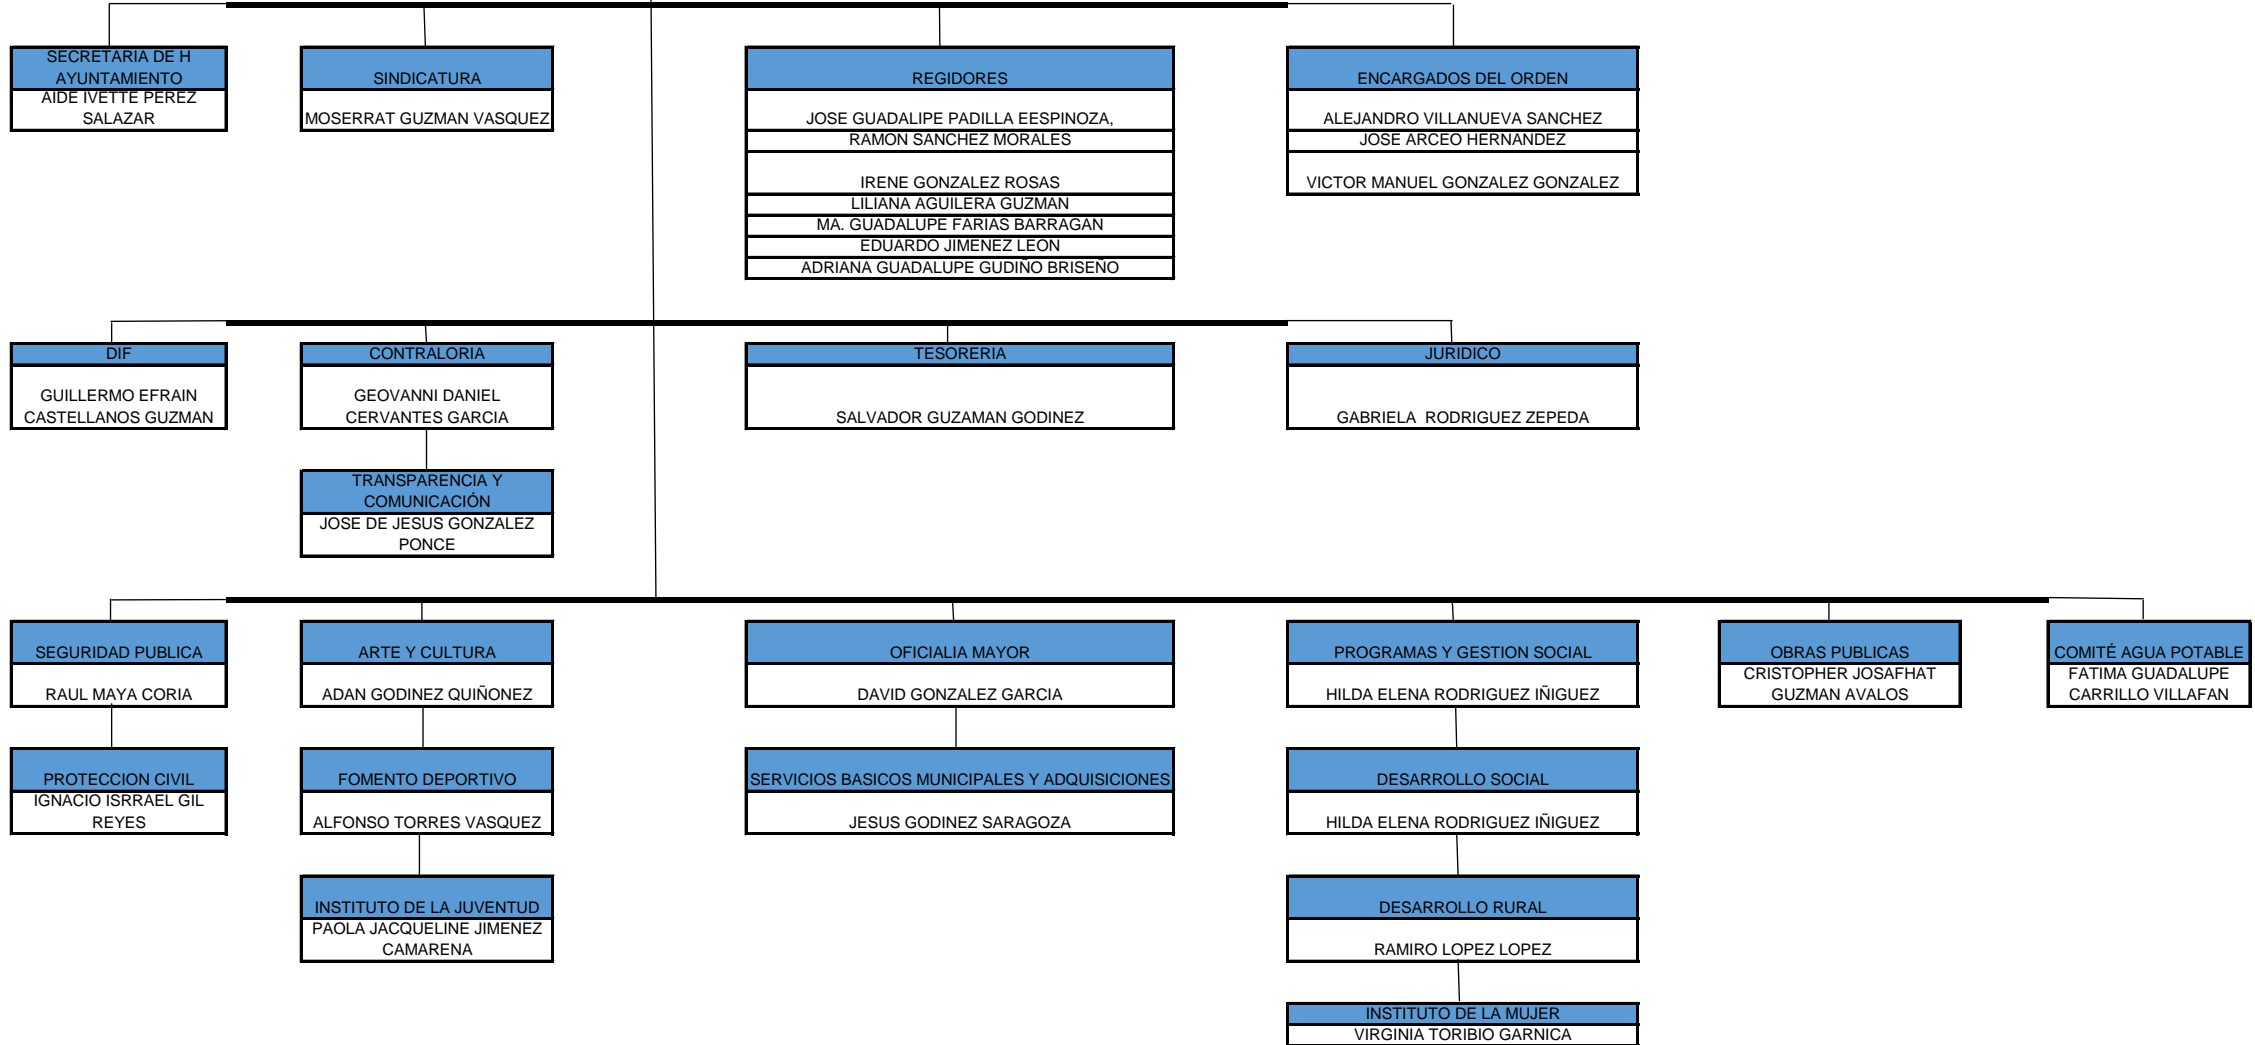 SECRETARIA DE H
AYUNTAMIENTO
AIDE IVETTE PEREZ
SALAZAR
SINDICATURA
MOSERRAT GUZMAN VASQUEZ
REGIDORES
JOSE GUADALIPE PADILLA EESPINOZA,
RAMON SANCHEZ MORALES
IRENE GONZALEZ ROSAS
LILIANA AGUILERA GUZMAN
MA. GUADALUPE FARIAS BARRAGAN
EDUARDO JIMENEZ LEON
ADRIANA GUADALUPE GUDIÑO BRISEÑO
ENCARGADOS DEL ORDEN
ALEJANDRO VILLANUEVA SANCHEZ
JOSE ARCEO HERNANDEZ
VICTOR MANUEL GONZALEZ GONZALEZ
DIF
GUILLERMO EFRAIN
CASTELLANOS GUZMAN
CONTRALORIA
GEOVANNI DANIEL
CERVANTES GARCIA
TESORERIA
SALVADOR GUZAMAN GODINEZ
JURIDICO
GABRIELA  RODRIGUEZ ZEPEDA
TRANSPARENCIA Y
COMUNICACIÓN
JOSE DE JESUS GONZALEZ
PONCE
SEGURIDAD PUBLICA
RAUL MAYA CORIA
ARTE Y CULTURA
ADAN GODINEZ QUIÑONEZ
OFICIALIA MAYOR
DAVID GONZALEZ GARCIA
PROGRAMAS Y GESTION SOCIAL
HILDA ELENA RODRIGUEZ IÑIGUEZ
OBRAS PUBLICAS
CRISTOPHER JOSAFHAT
GUZMAN AVALOS
COMITÉ AGUA POTABLE
FATIMA GUADALUPE
CARRILLO VILLAFAN
PROTECCION CIVIL
IGNACIO ISRRAEL GIL
REYES
FOMENTO DEPORTIVO
ALFONSO TORRES VASQUEZ
SERVICIOS BASICOS MUNICIPALES Y ADQUISICIONES
JESUS GODINEZ SARAGOZA
DESARROLLO SOCIAL
HILDA ELENA RODRIGUEZ IÑIGUEZ
INSTITUTO DE LA JUVENTUD
PAOLA JACQUELINE JIMENEZ
CAMARENA
DESARROLLO RURAL
RAMIRO LOPEZ LOPEZ
INSTITUTO DE LA MUJER
VIRGINIA TORIBIO GARNICA